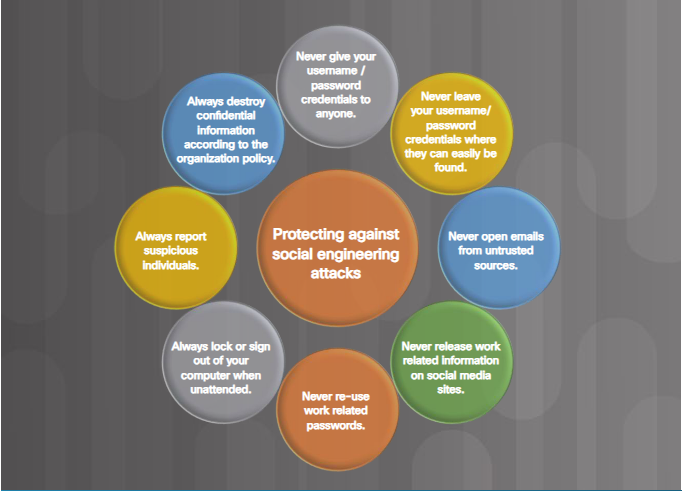 Never give your
username /
password
credentials to
anyone.
Never leave
your username/
password
credentials where
they can easily be
found.
Never open emails
from untrusted
sources.
Never release work
related information
on social media
sites.
Never re-use
work related
passwords.
Always lock or sign
out of your
computer when
unattended.
Always report
suspicious
individuals.
Always destroy
confidential
information
according to the
organization policy.
Protecting against
social engineering
attacks